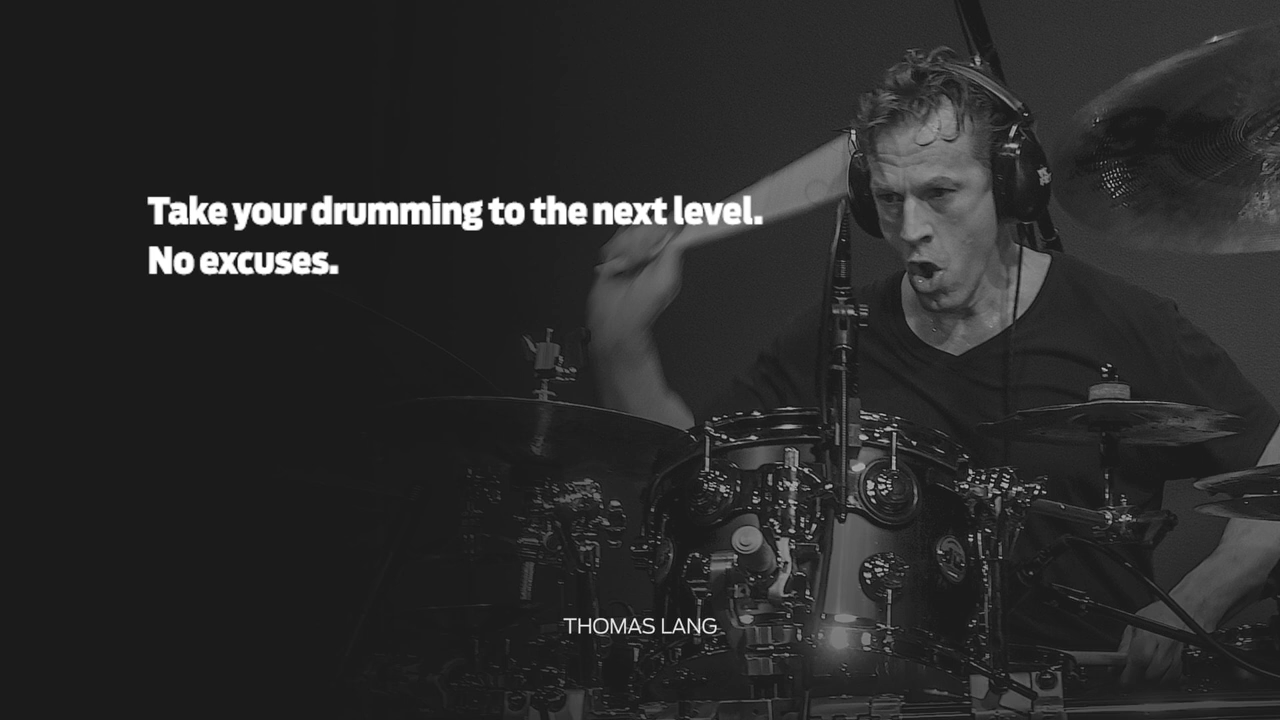 Take your drumming to the next level.
No excuses.
THOMAS LANG